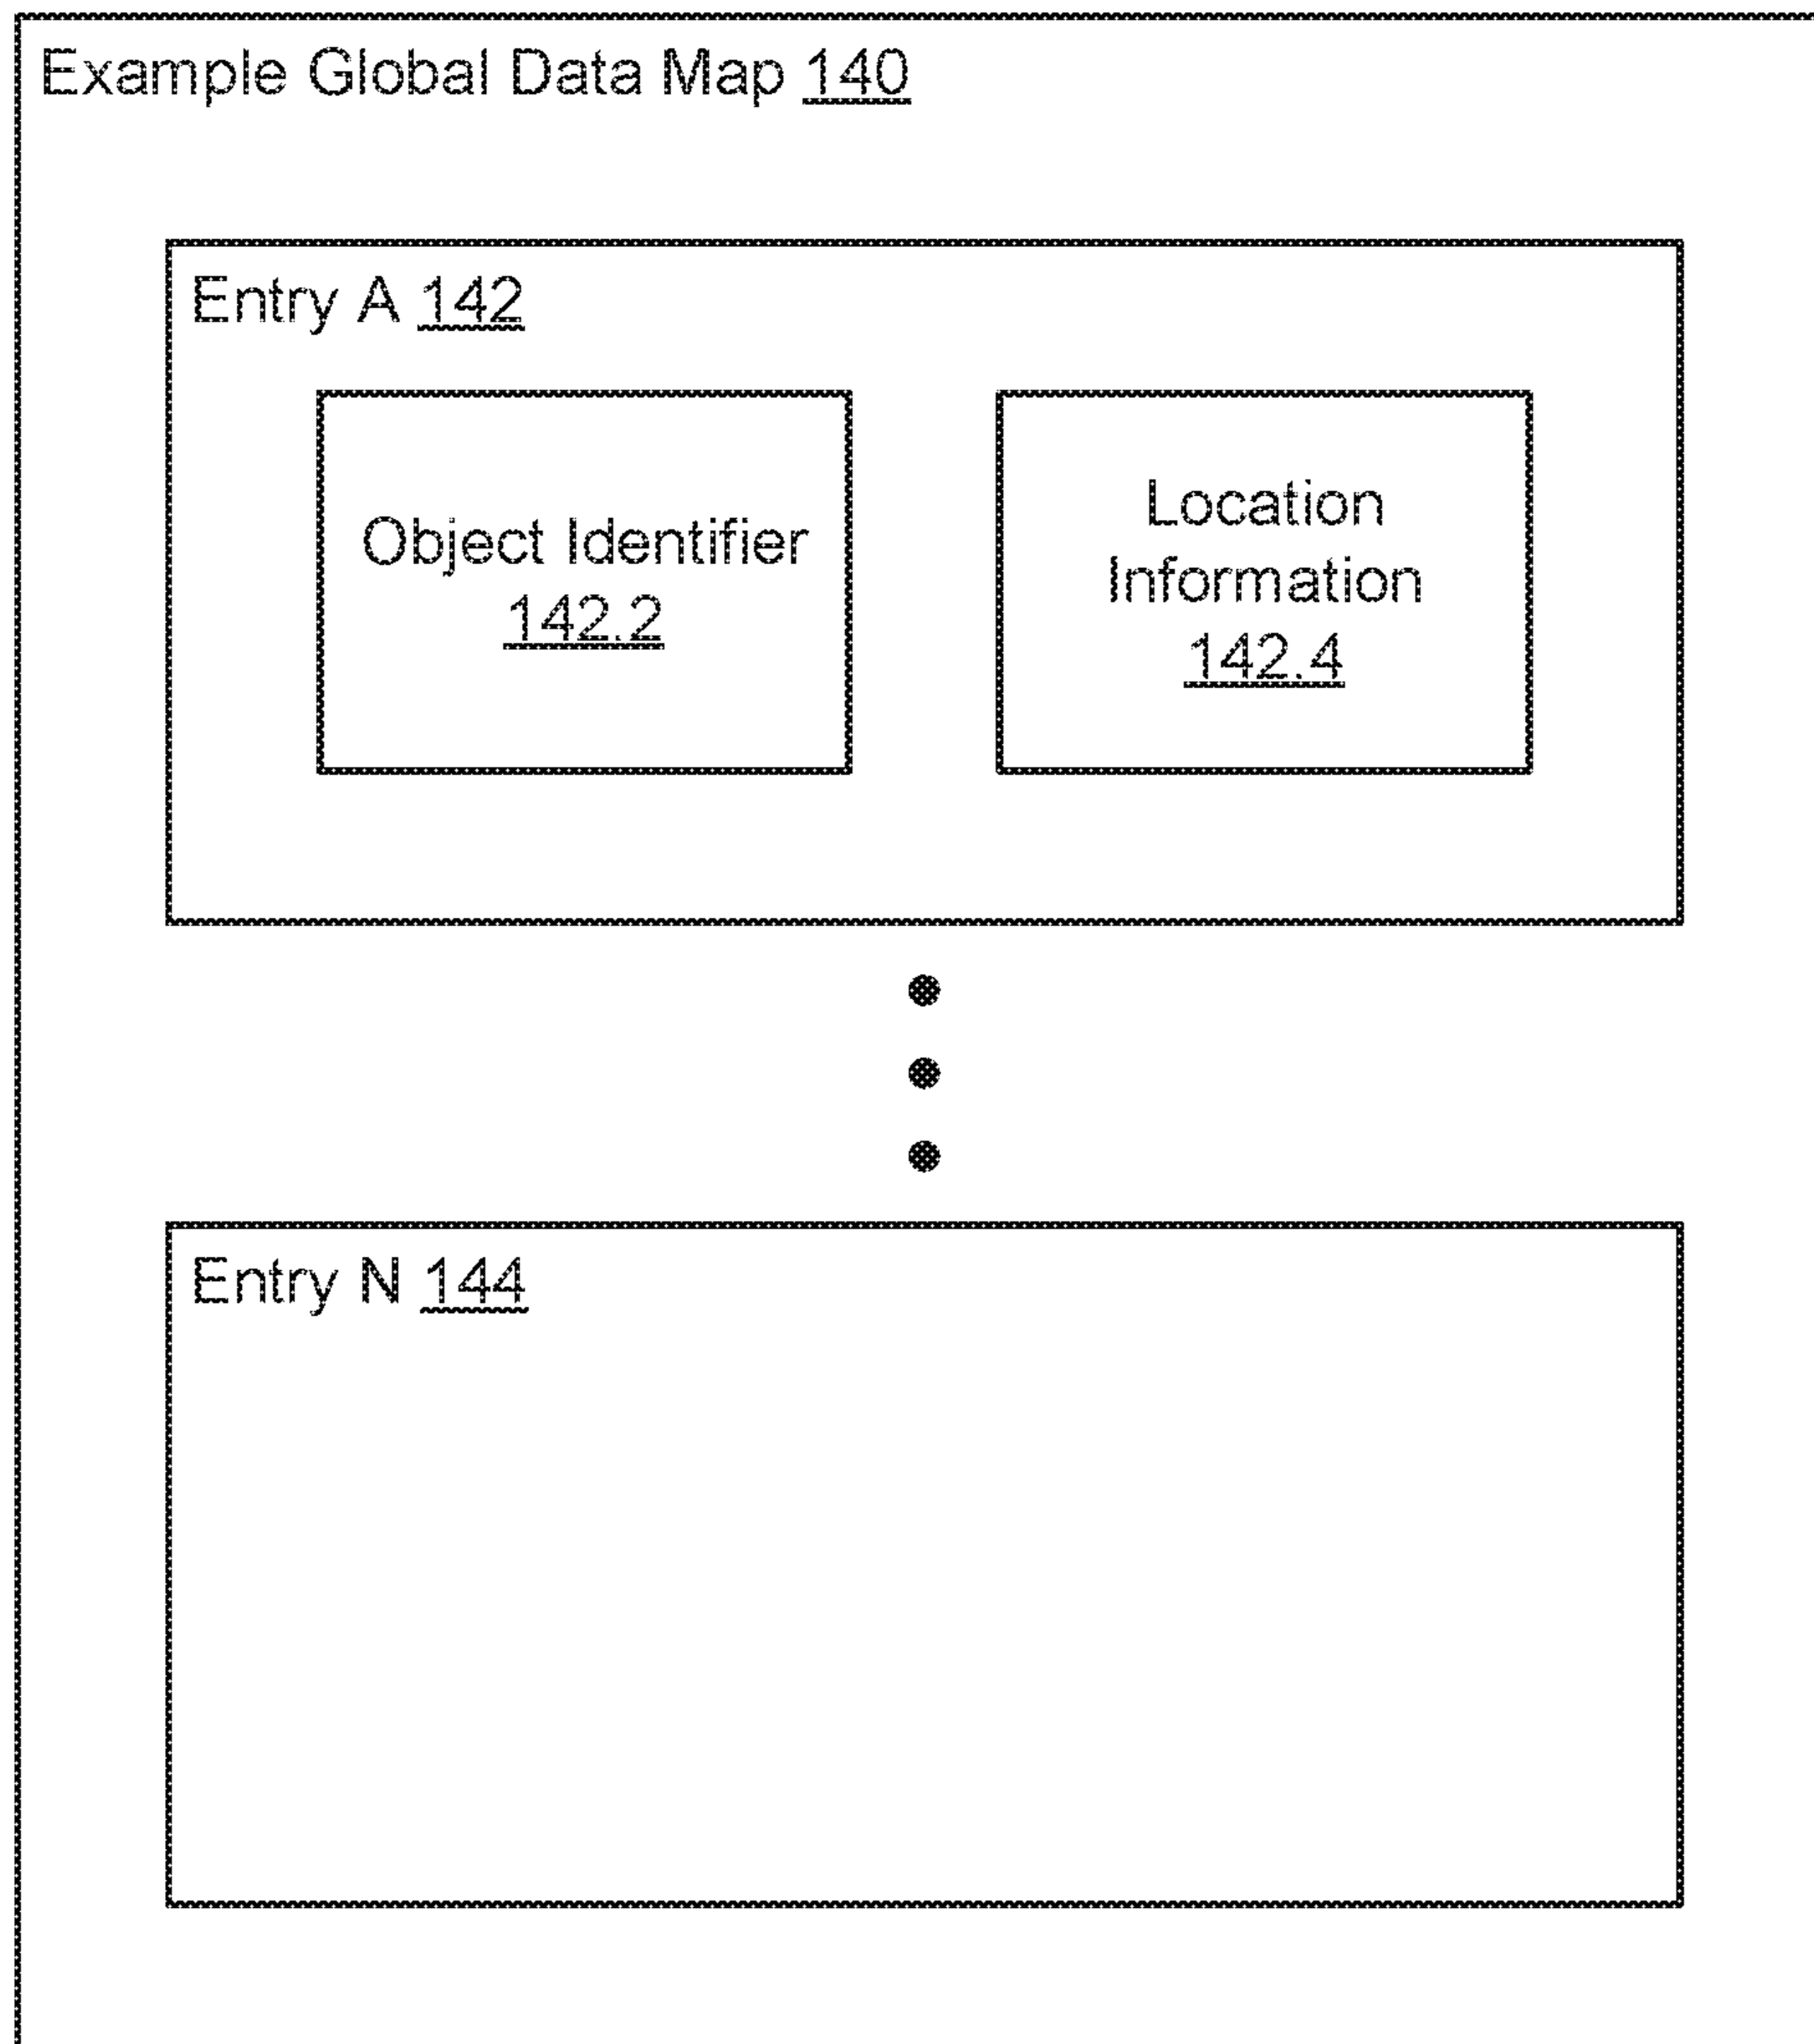 Example Global Data Map 140
Entry A 142
Object Identifier
142.2
Location
Information
142.4
Entry N 144